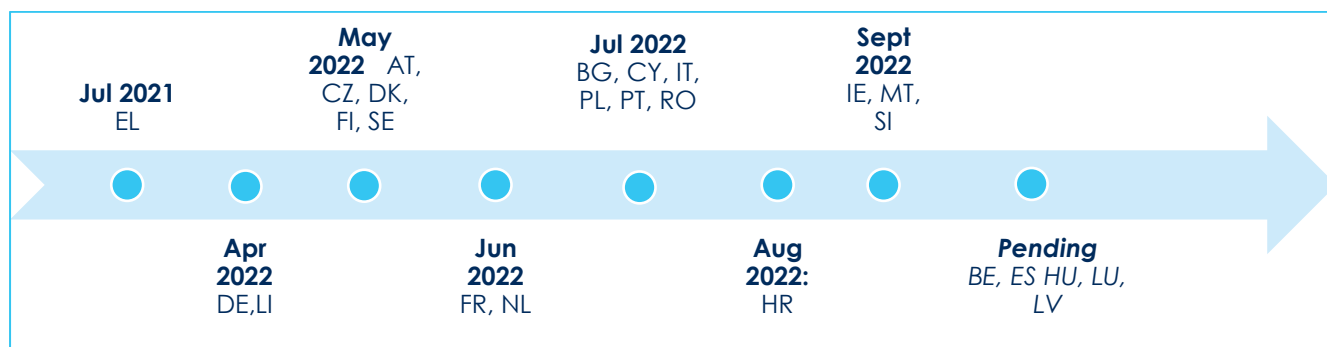 Jul 2021
EL
Apr
2022
DE,LI
May
2022 AT,
CZ, DK,
FI, SE
Jun
2022
FR, NL
Jul 2022
BG, CY, IT,
PL, PT, RO
Aug
2022:
HR
Sept
2022
IE, MT,
SI
Pending
BE, ES HU, LU,
LV